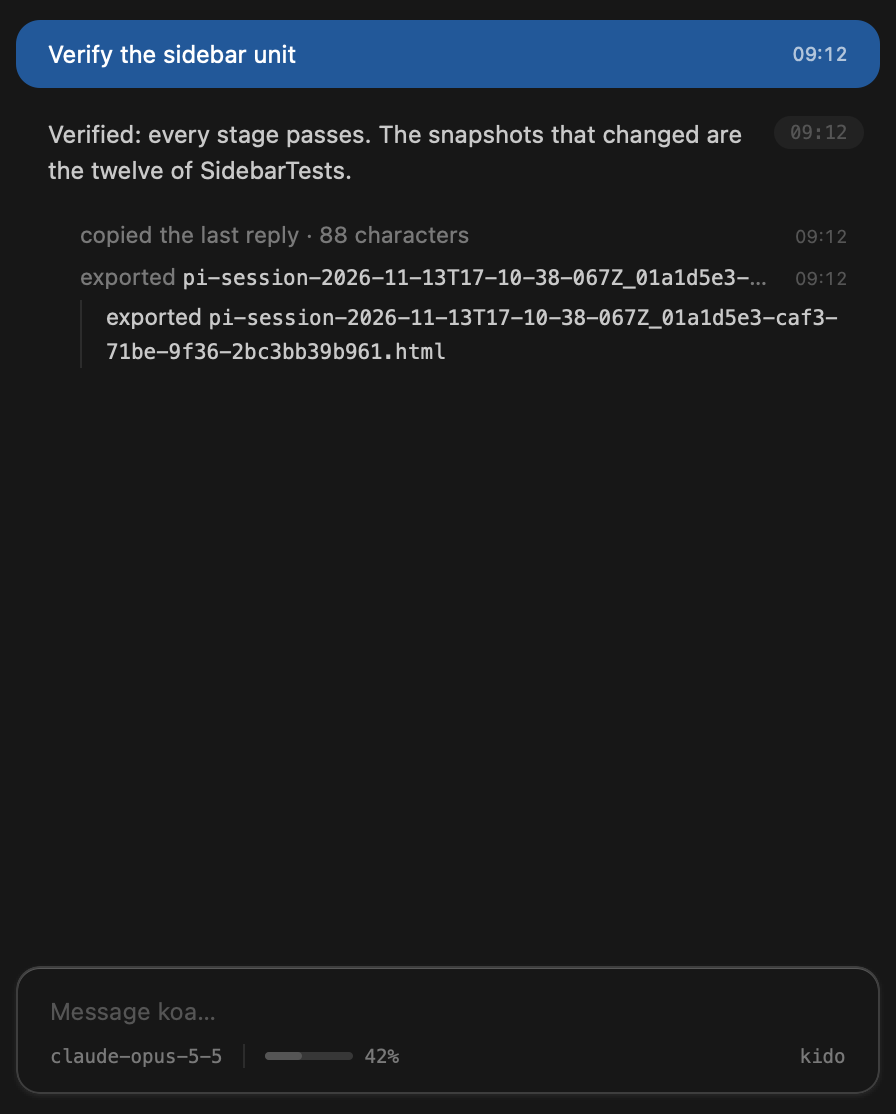 Verify the sidebar unit 09:12
Verified: every stage passes. The snapshots that changed are 09:12
the twelve of SidebarTests.
copied the last reply · 88 characters 09:12
exported pi-session-2026-11-13T17-10-38-067Z_01a1d5e3-… 09:12
exported pi-session-2026-11-13T17-10-38-067Z_01a1d5e3-caf3-
71be-9f36-2bc3bb39b961.html
Message koa…
claude-opus-5-5 42% kido